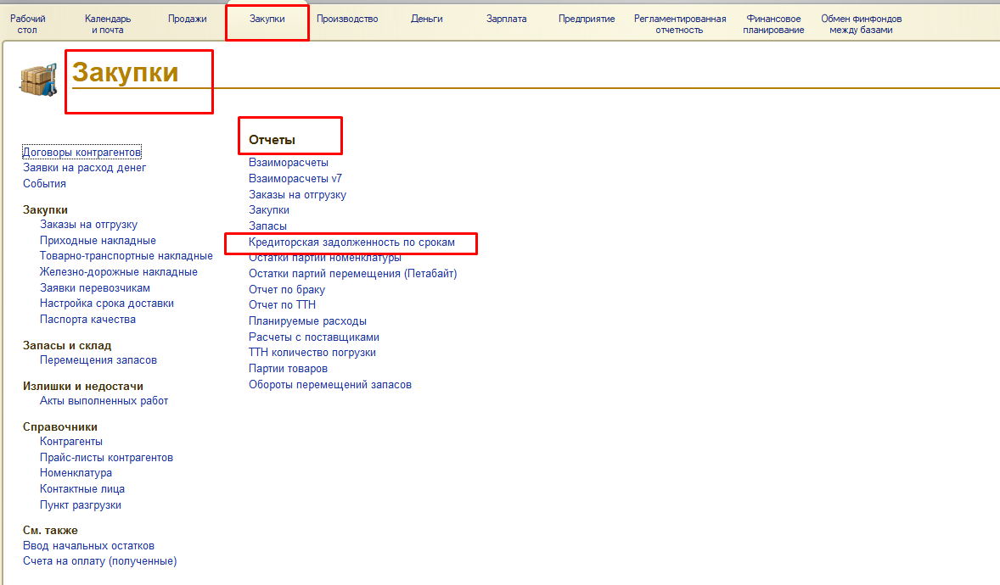 Рабочий
стол
Календарь
и почта
Продажи
Закупки
Производство
Деньги
Зарплата
Предприятие
Регламентированная
отчетность
Финансовое
планирование
Обмен финфондов
между базами
Закупки
Договоры контрагентов
Заявки на расход денег
События
Закупки
Заказы на отгрузку
Приходные накладные
Товарно-транспортные накладные
Железно-дорожные накладные
Заявки перевозчикам
Настройка срока доставки
Паспорта качества
Запасы и склад
Перемещения запасов
Излишки и недостачи
Акты выполненных работ
Справочники
Контрагенты
Прайс-листы контрагентов
Номенклатура
Контактные лица
Пункт разгрузки
См. также
Ввод начальных остатков
Счета на оплату (полученные)
Отчеты
Взаиморасчеты
Взаиморасчеты v7
Заказы на отгрузку
Закупки
Запасы
Кредиторская задолженность по срокам
Остатки партий номенклатуры
Остатки партий перемещения (Петабайт)
Отчет по браку
Отчет по ТТН
Планируемые расходы
Расчеты с поставщиками
ТТН количество погрузки
Партии товаров
Обороты перемещений запасов